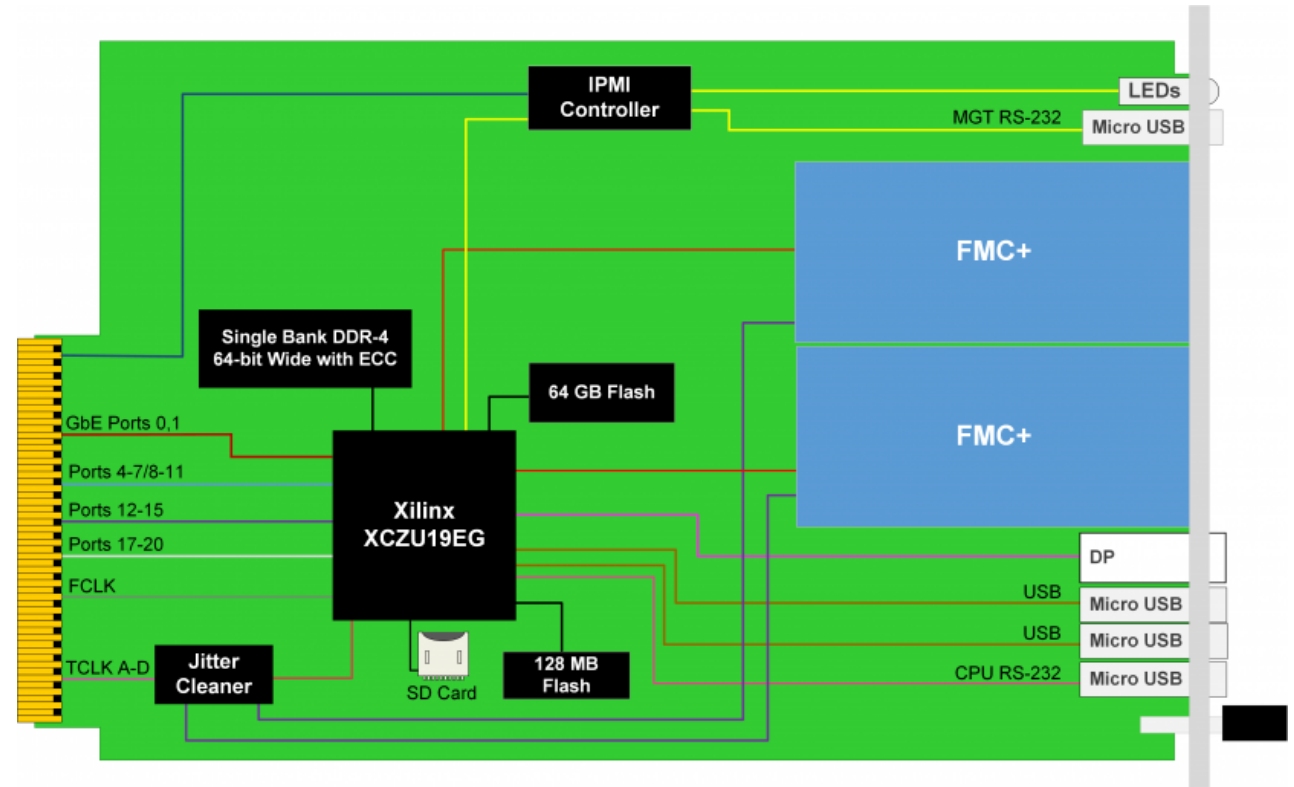 IPMI
Controller
LEDs
MGT RS-232
Micro USB
FMC+
Single Bank DDR-4
64-bit Wide with ECC
64 GB Flash
GbE Ports 0,1
FMC+
Ports 4-7/8-11
Ports 12-15
Xilinx
XCZU19EG
Ports 17-20
DP
FCLK
USB
Micro USB
USB
Micro USB
TCLK A-D
Jitter
Cleaner
SD Card
128 MB
Flash
CPU RS-232
Micro USB